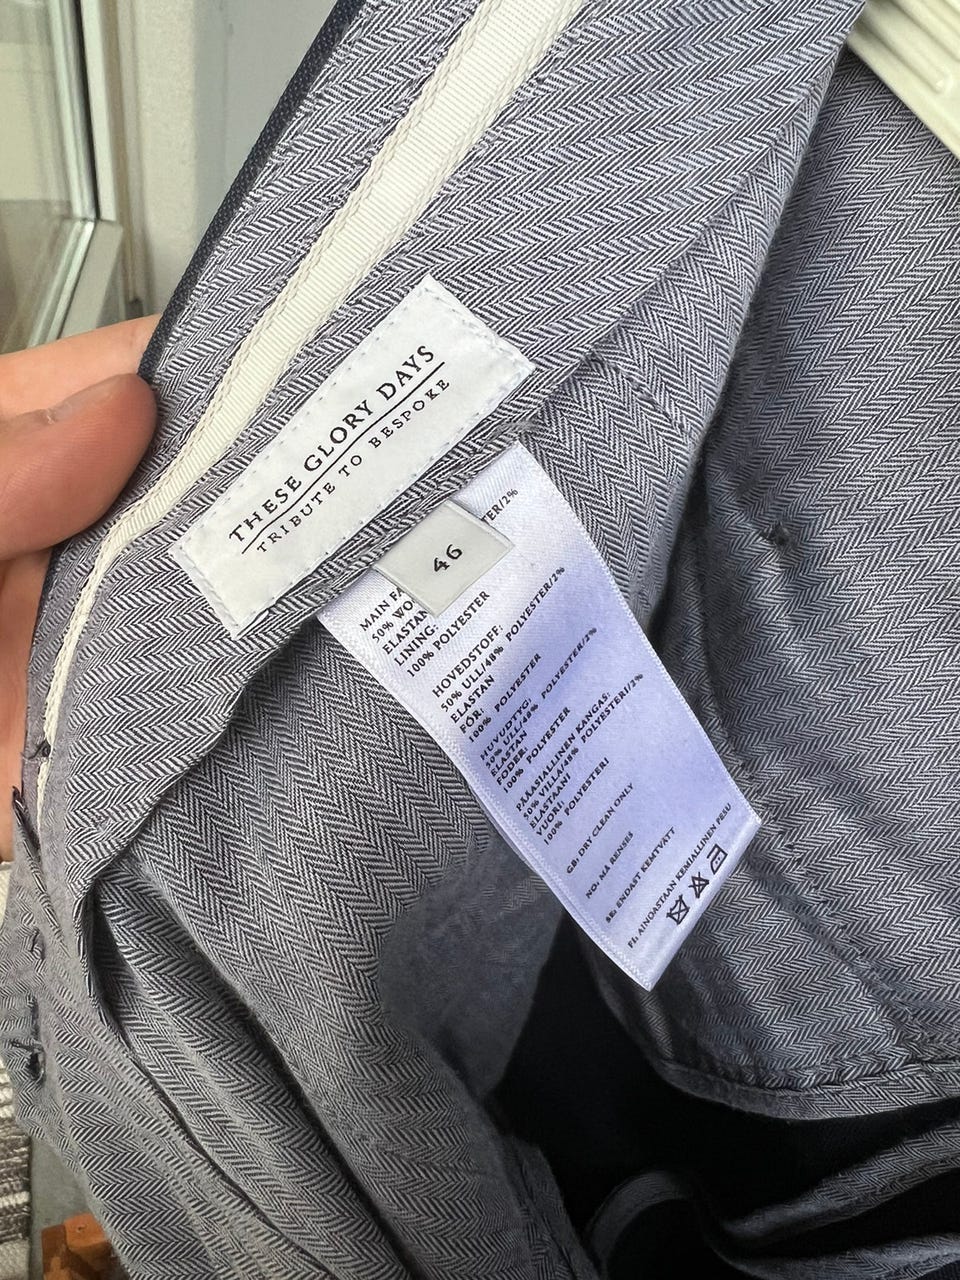 THESE GLORY DAYS
TRIBUTE TO BESPOKE
46
MAIN FA
50% WO TER/2%
ELASTAN
LINING:
100% POLYESTER
HOVEDSTOFF:
50% ULL/48% POLYESTER/2%
ELASTAN
FÔR:
100% POLYESTER
HUVUDTYG:
50% ULL/48% POLYESTER/2%
ELASTAN
FODER:
100% POLYESTER
PÄÄSIALLINEN KANGAS:
50% VILLA/48% POLYESTERI/2%
ELASTAANI
VUORI:
100% POLYESTERI
GB: DRY CLEAN ONLY
NO: MÅ RENSES
SE: ENDAST KEMTVÄTT
FI: AINOASTAAN KEMIALLINEN PESU